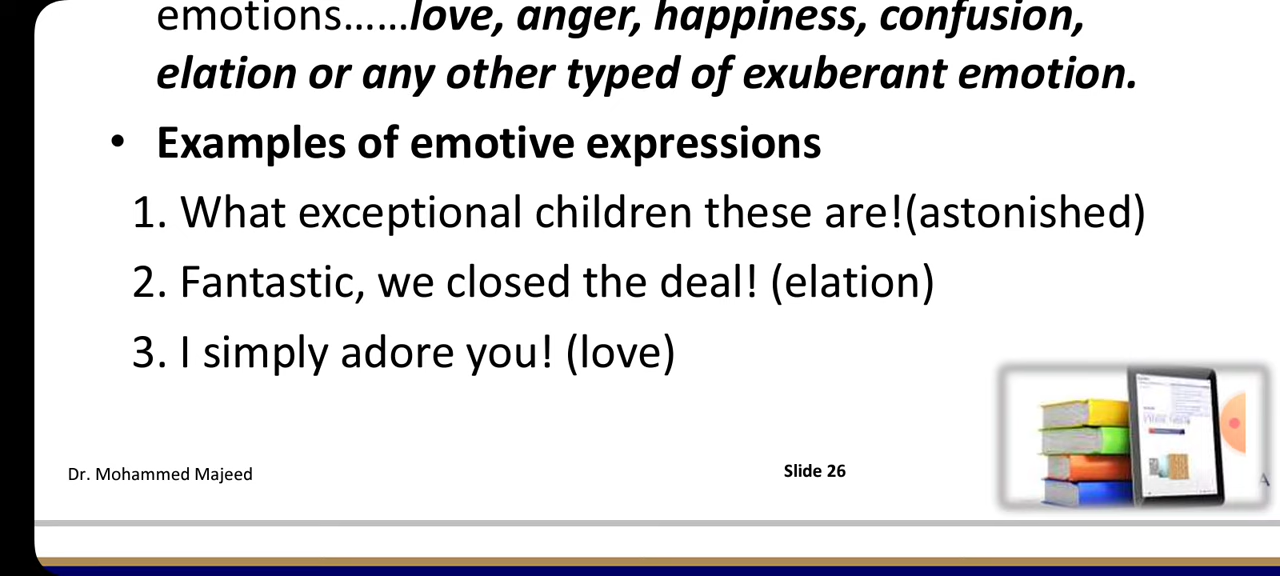 emotions......love, anger, happiness, confusion,
elation or any other typed of exuberant emotion.
• Examples of emotive expressions
1. What exceptional children these are!(astonished)
2. Fantastic, we closed the deal! (elation)
3. I simply adore you! (love)
Dr. Mohammed Majeed
Slide 26
A